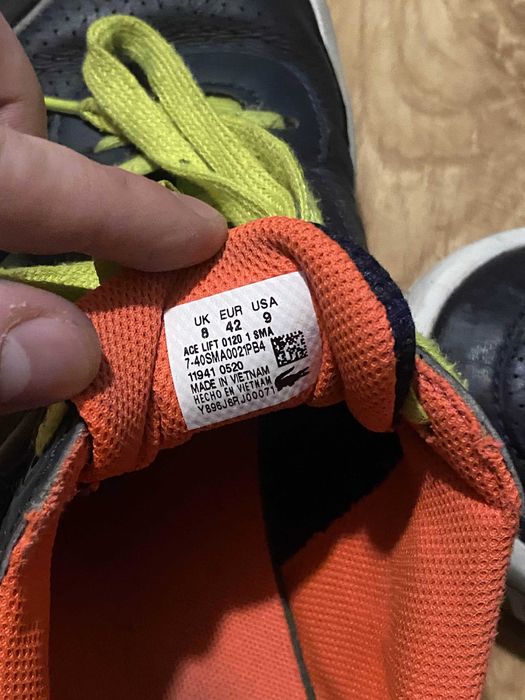 UK EUR USA
8 42 9
ACE LIFT 0120 1 SMA
7-40SMA0021PB4
11941 0520
MADE IN VIETNAM
HECHO EN VIETNAM
Y896J8RJ00071